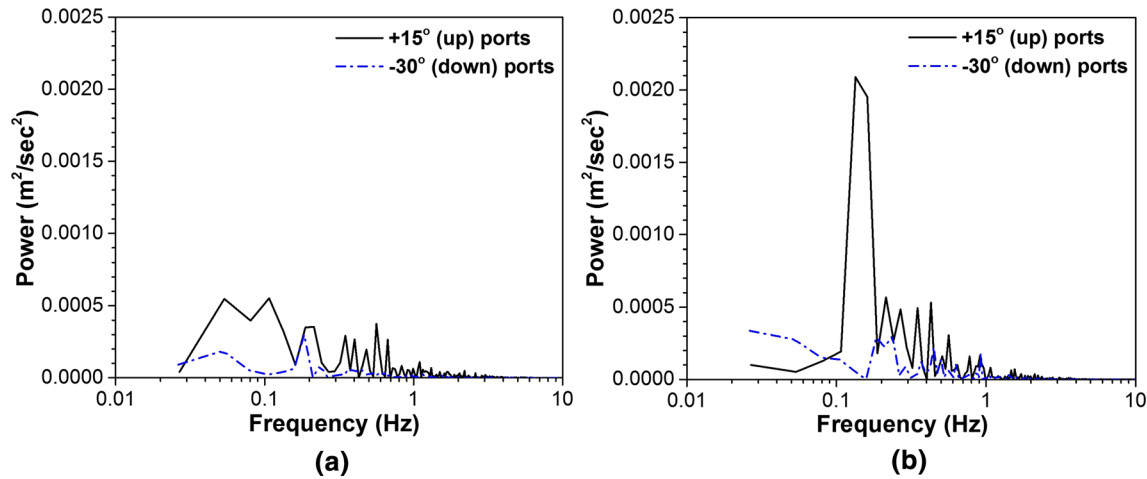 0.0025
0.0020
0.0015
0.0010
0.0005
0.0000
Power (m²/sec²)
+15° (up) ports
-30° (down) ports
0.01 0.1 1 10
Frequency (Hz)
(a)
0.0025
0.0020
0.0015
0.0010
0.0005
0.0000
Power (m²/sec²)
+15° (up) ports
-30° (down) ports
0.01 0.1 1 10
Frequency (Hz)
(b)